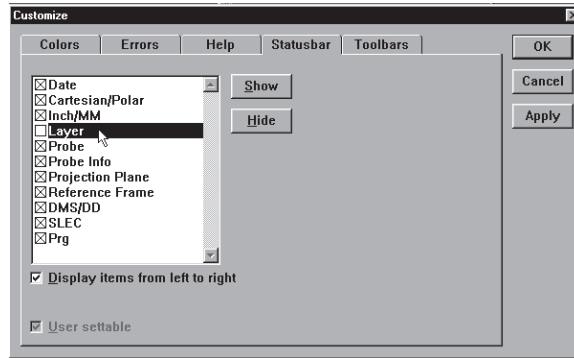 Customize
Colors Errors Help Statusbar Toolbars
OK
Cancel
Apply
Date
Cartesian/Polar
Inch/MM
Layer
Probe
Probe Info
Projection Plane
Reference Frame
DMS/DD
SLEC
Prg
Show
Hide
Display items from left to right
User settable